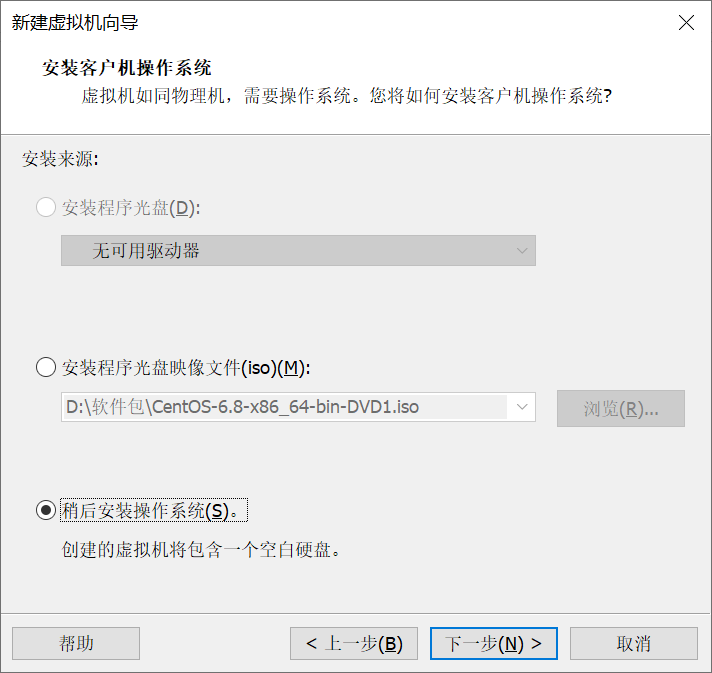 新建虚拟机向导
安装客户机操作系统
虚拟机如同物理机，需要操作系统。您将如何安装客户机操作系统?
安装来源:
安装程序光盘(D):
无可用驱动器
安装程序光盘映像文件(iso)(M):
D:\软件包\CentOS-6.8-x86_64-bin-DVD1.iso
浏览(R)...
稍后安装操作系统(S)。
创建的虚拟机将包含一个空白硬盘。
帮助
< 上一步(B)
下一步(N) >
取消